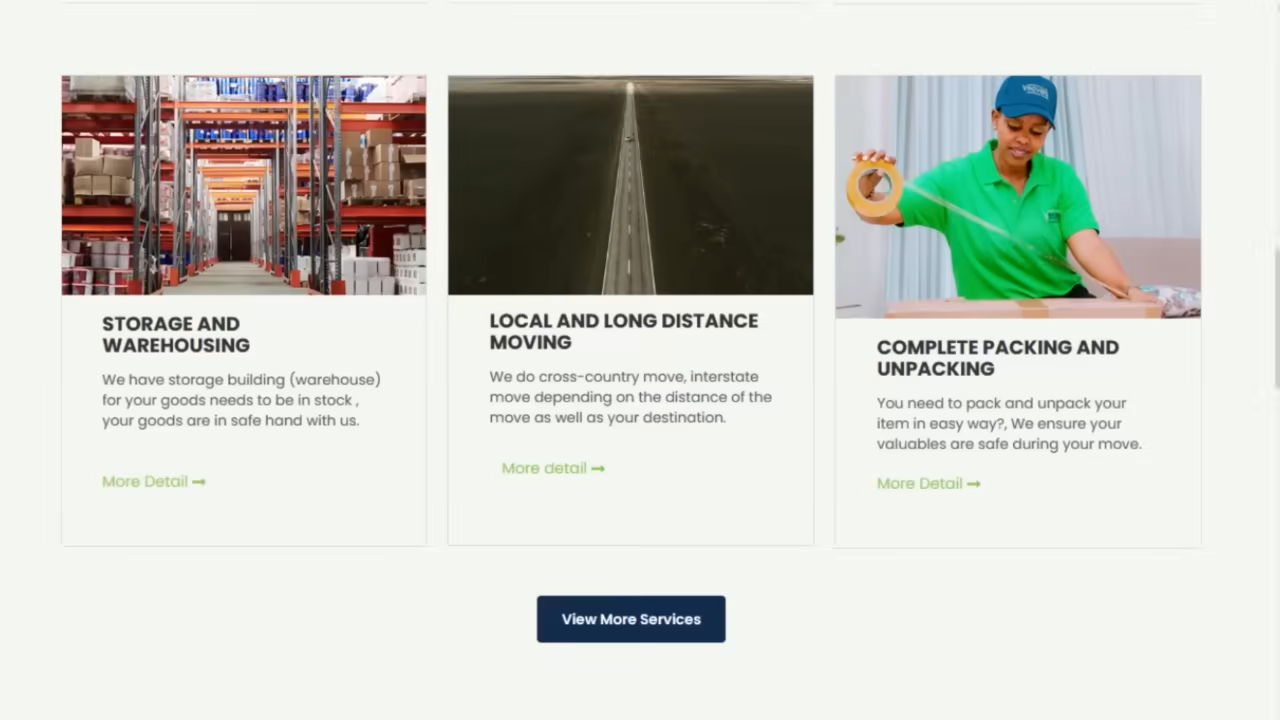 STORAGE AND
WAREHOUSING
We have storage building (warehouse)
for your goods needs to be in stock ,
your goods are in safe hand with us.
More Detail ➞
LOCAL AND LONG DISTANCE
MOVING
We do cross-country move, interstate
move depending on the distance of the
move as well as your destination.
More detail ➞
COMPLETE PACKING AND
UNPACKING
You need to pack and unpack your
item in easy way?, We ensure your
valuables are safe during your move.
More Detail ➞
View More Services